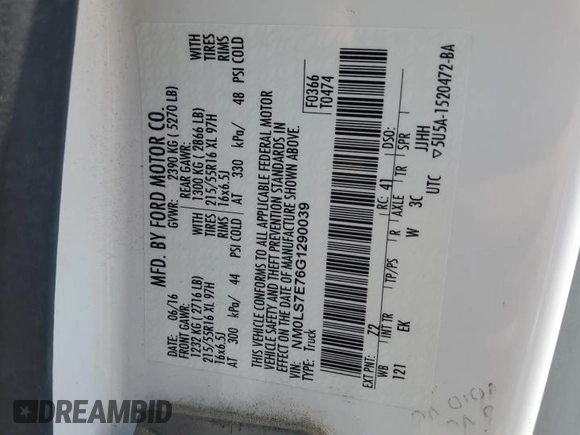 MFD. BY FORD MOTOR CO.
DATE: 06/16 GVWR: 2390 KG ( 5270 LB)
FRONT GAWR: REAR GAWR:
1232 KG ( 2716 LB) 1300 KG ( 2866 LB) WITH
215/55R16 XL 97H 215/55R16 XL 97H TIRES
16x6.5J 16x6.5J RIMS
AT 300 kPa/ 44 PSI COLD AT 330 kPa/ 48 PSI COLD
WITH
TIRES
RIMS
THIS VEHICLE CONFORMS TO ALL APPLICABLE FEDERAL MOTOR
VEHICLE SAFETY AND THEFT PREVENTION STANDARDS IN
EFFECT ON THE DATE OF MANUFACTURE SHOWN ABOVE.
VIN: NM0LS7E76G1290039
TYPE: Truck
F0366
T0474
EXT PNT: Z2 RC: 41 DSO:
WB INT TR TP/PS R AXLE TR SPR
121 EK W 3C JJHH
UTC ▽5U5A-1520472-BA
DREAMBID